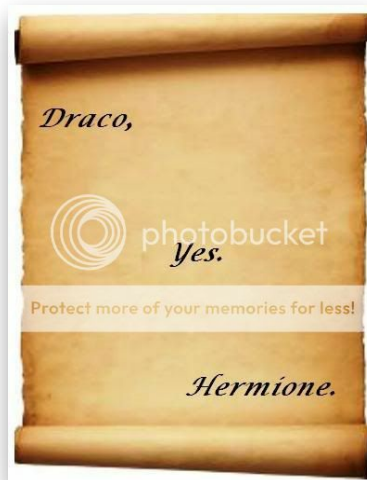 Draco,
photobucket
Yes.
Protect more of your memories for less!
Hermione.